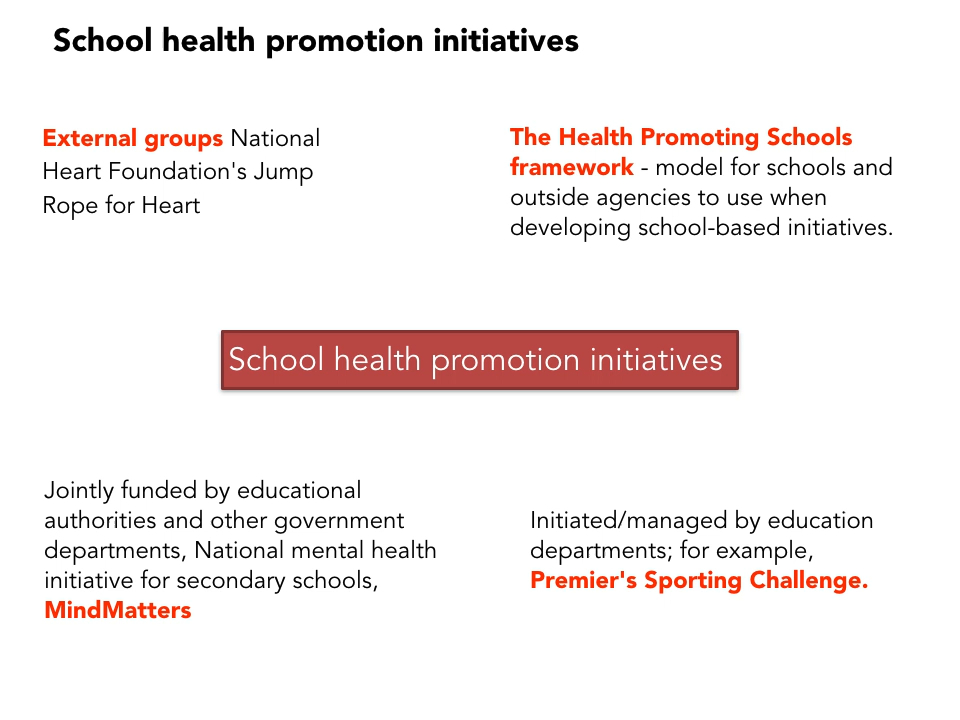 School health promotion initiatives
External groups National
Heart Foundation's Jump
Rope for Heart
The Health Promoting Schools
framework - model for schools and
outside agencies to use when
developing school-based initiatives.
School health promotion initiatives
Jointly funded by educational
authorities and other government
departments, National mental health
initiative for secondary schools,
MindMatters
Initiated/managed by education
departments; for example,
Premier's Sporting Challenge.